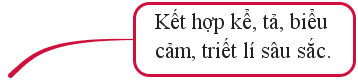 Kết hợp kể, tả, biểu
cảm, triết lí sâu sắc.